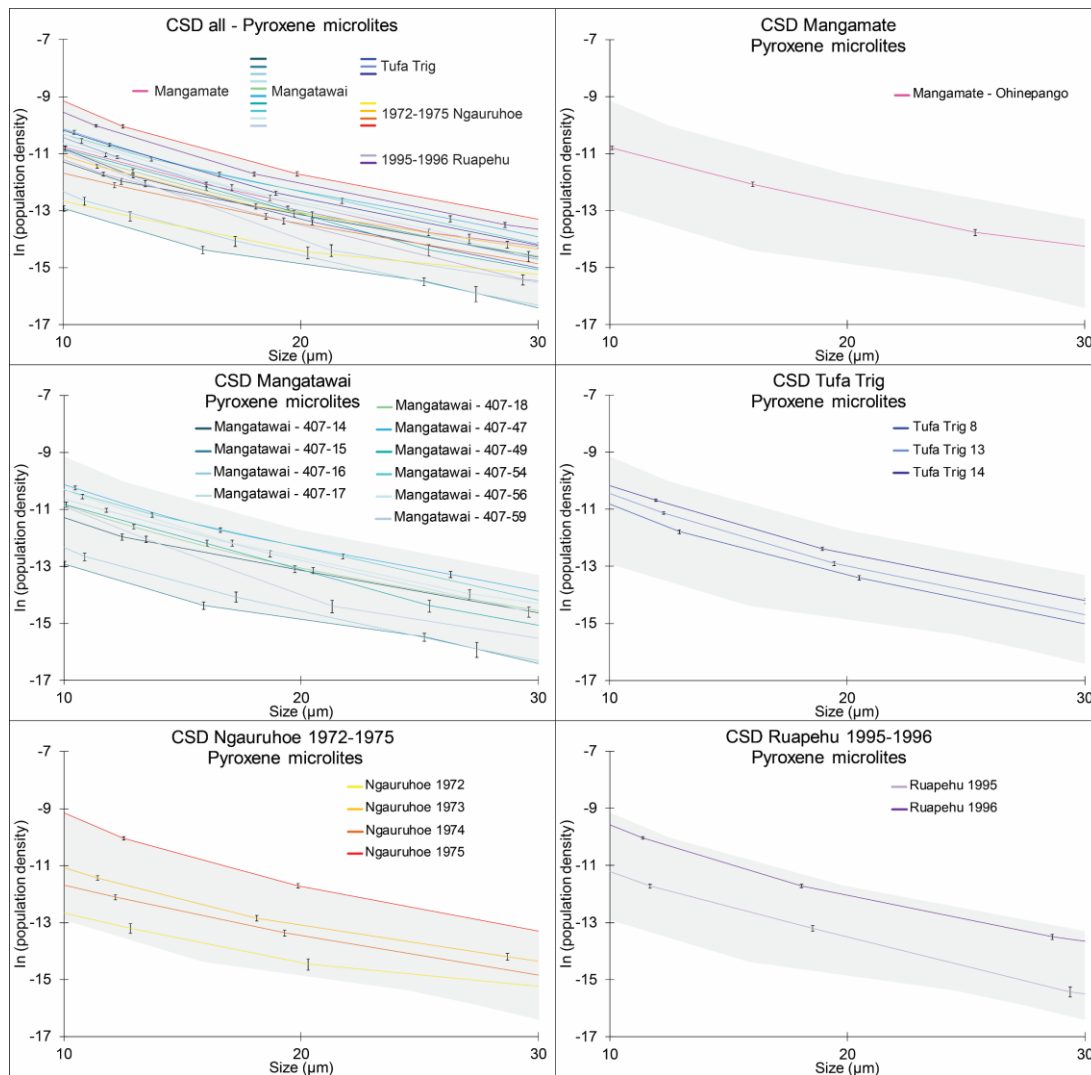 CSD all - Pyroxene microlites
-7
-9
-11
-13
-15
-17
ln (population density)
Mangamate
Mangatawai
Tufa Trig
1972-1975 Ngauruhoe
1995-1996 Ruapehu
10
20
30
Size (µm)
CSD Mangamate
Pyroxene microlites
-7
-9
-11
-13
-15
-17
ln (population density)
Mangamate - Ohinepango
10
20
30
Size (µm)
CSD Mangatawai
Pyroxene microlites
-7
-9
-11
-13
-15
-17
ln (population density)
Mangatawai - 407-14
Mangatawai - 407-15
Mangatawai - 407-16
Mangatawai - 407-17
Mangatawai - 407-18
Mangatawai - 407-47
Mangatawai - 407-49
Mangatawai - 407-54
Mangatawai - 407-56
Mangatawai - 407-59
10
20
30
Size (µm)
CSD Tufa Trig
Pyroxene microlites
-7
-9
-11
-13
-15
-17
ln (population density)
Tufa Trig 8
Tufa Trig 13
Tufa Trig 14
10
20
30
Size (µm)
CSD Ngauruhoe 1972-1975
Pyroxene microlites
-7
-9
-11
-13
-15
-17
ln (population density)
Ngauruhoe 1972
Ngauruhoe 1973
Ngauruhoe 1974
Ngauruhoe 1975
10
20
30
Size (µm)
CSD Ruapehu 1995-1996
Pyroxene microlites
-7
-9
-11
-13
-15
-17
ln (population density)
Ruapehu 1995
Ruapehu 1996
10
20
30
Size (µm)